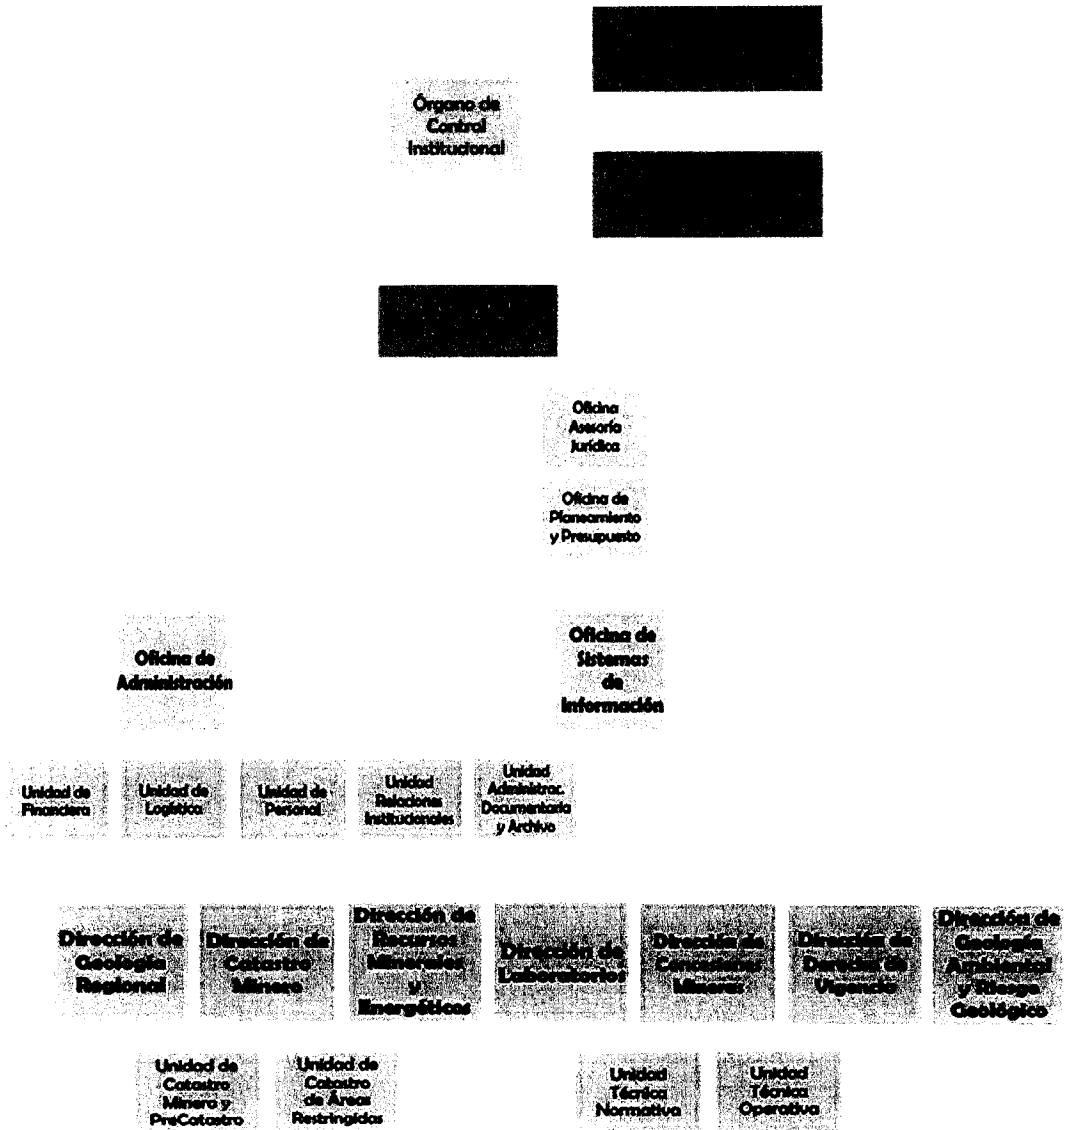 Órgano de
Control
Institucional
Oficina
Asesoría
Jurídica
Oficina de
Planeamiento
y Presupuesto
Oficina de
Administración
Oficina de
Sistemas
de
Información
Unidad de
Financiera
Unidad de
Logística
Unidad de
Personal
Unidad
Relaciones
Institucionales
Unidad
Administrac.
Documentaria
y Archivo
Dirección de
Geología
Regional
Dirección de
Catastro
Minero
Dirección de
Recursos
Minerales
y
Energéticos
Dirección de
Laboratorios
Dirección de
Concesiones
Mineras
Dirección de
Derecho de
Vigencia
Dirección de
Geología
Ambiental
y Riesgo
Geológico
Unidad de
Catastro
Minero y
PreCatastro
Unidad de
Catastro
de Áreas
Restringidas
Unidad
Técnica
Normativa
Unidad
Técnica
Operativa